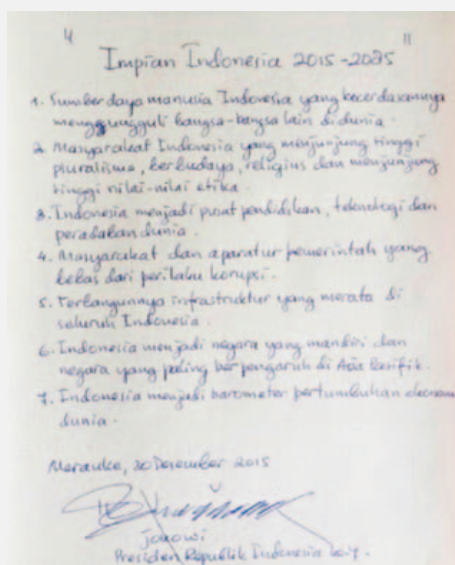 " Impian Indonesia 2015-2085 "
1. Sumber daya manusia Indonesia yang kecerdasannya
mengungguli bangsa-bangsa lain di dunia.
2. Masyarakat Indonesia yang menjunjung tinggi
pluralisme, berbudaya, religius dan menjunjung
tinggi nilai-nilai etika.
3. Indonesia menjadi pusat pendidikan, teknologi dan
peradaban dunia.
4. Masyarakat dan aparatur pemerintah yang
bebas dari perilaku korupsi.
5. Terbangunnya infrastruktur yang merata di
seluruh Indonesia.
6. Indonesia menjadi negara yang mandiri dan
negara yang paling berpengaruh di Asia Pasifik.
7. Indonesia menjadi barometer pertumbuhan ekonomi
dunia.
Merauke, 30 Desember 2015
jokowi
Presiden Republik Indonesia ke-7.